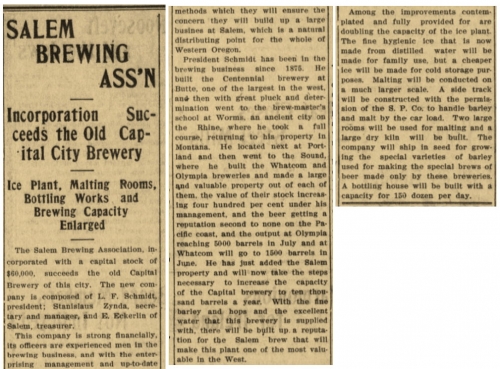 SALEM
BREWING
ASS'N
Incorporation Suc-
ceeds the Old Cap-
ital City Brewery
Ice Plant, Malting Rooms,
Bottling Works and
Brewing Capacity
Enlarged
The Salem Brewing Association, in-
corporated with a capital stock of
$60,000, succeeds the old Capital
Brewery of this city. The new com-
pany is composed of L. F. Schmidt,
president; Stanislaus Zynda, secre-
tary and manager, and E. Eckerlin of
Salem, treasurer.
This company is strong financially,
its officers are experienced men in the
brewing business, and with the enter-
prising management and up-to-date
methods which they will ensure the
concern they will build up a large
busines at Salem, which is a natural
distributing point for the whole of
Western Oregon.
President Schmidt has been in the
brewing business since 1875. He
built the Centennial brewery at
Butte, one of the largest in the west,
and then with great pluck and deter-
mination went to the brew-master's
school at Worms, an ancient city on
the Rhine, where he took a full
course, returning to his property in
Montana. He located next at Port-
land and then went to the Sound,
where he built the Whatcom and
Olympia breweries and made a large
and valuable property out of each of
them, the value of their stock increas-
ing four hundred per cent under his
management, and the beer getting a
reputation second to none on the Pa-
cific coast, and the output at Olympia
reaching 5000 barrels in July and at
Whatcom will go to 1500 barrels in
June. He has just added the Salem
property and will now take the steps
necessary to increase the capacity
of the Capital brewery to ten thou-
sand barrels a year. With the fine
barley and hops and the excellent
water that this brewery is supplied
with, there will be built up a reputa-
tion for the Salem brew that will
make this plant one of the most valu-
able in the West.
Among the improvements contem-
plated and fully provided for are
doubling the capacity of the ice plant.
The fine hygienic ice that is now
made from distilled water will be
made for family use, but a cheaper
ice will be made for cold storage pur-
poses. Malting will be conducted on
a much larger scale. A side track
will be constructed with the permis-
sion of the S. P. Co. to handle barley
and malt by the car load. Two large
rooms will be used for malting and a
large dry kiln will be built. The
company will ship in seed for grow-
ing the special varieties of barley
used for making the special brews of
beer made only by these breweries.
A bottling house will be built with a
capacity for 150 dozen per day.